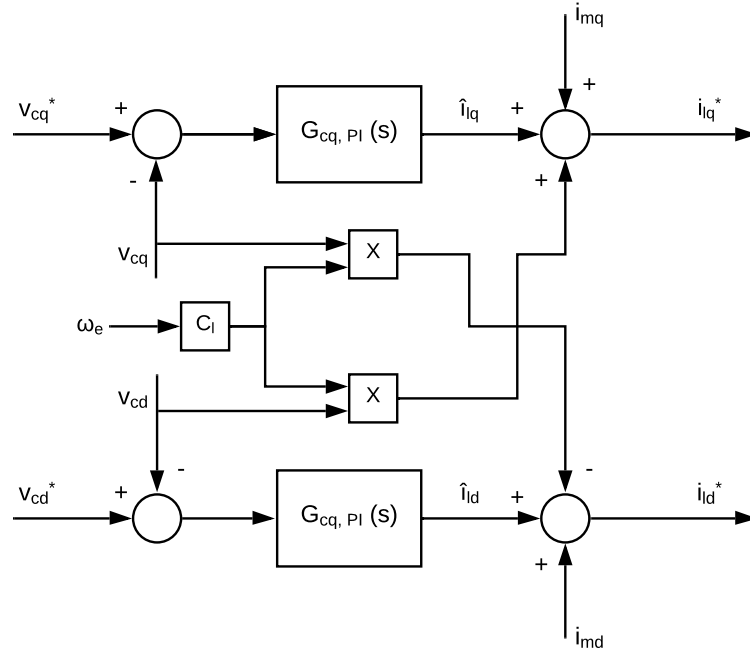 i_mq
v_cq* + G_cq, PI (s) î_lq + + i_lq*
- +
v_cq X
ω_e C_l
v_cd X
- -
v_cd* + G_cq, PI (s) î_ld + i_ld*
+
i_md